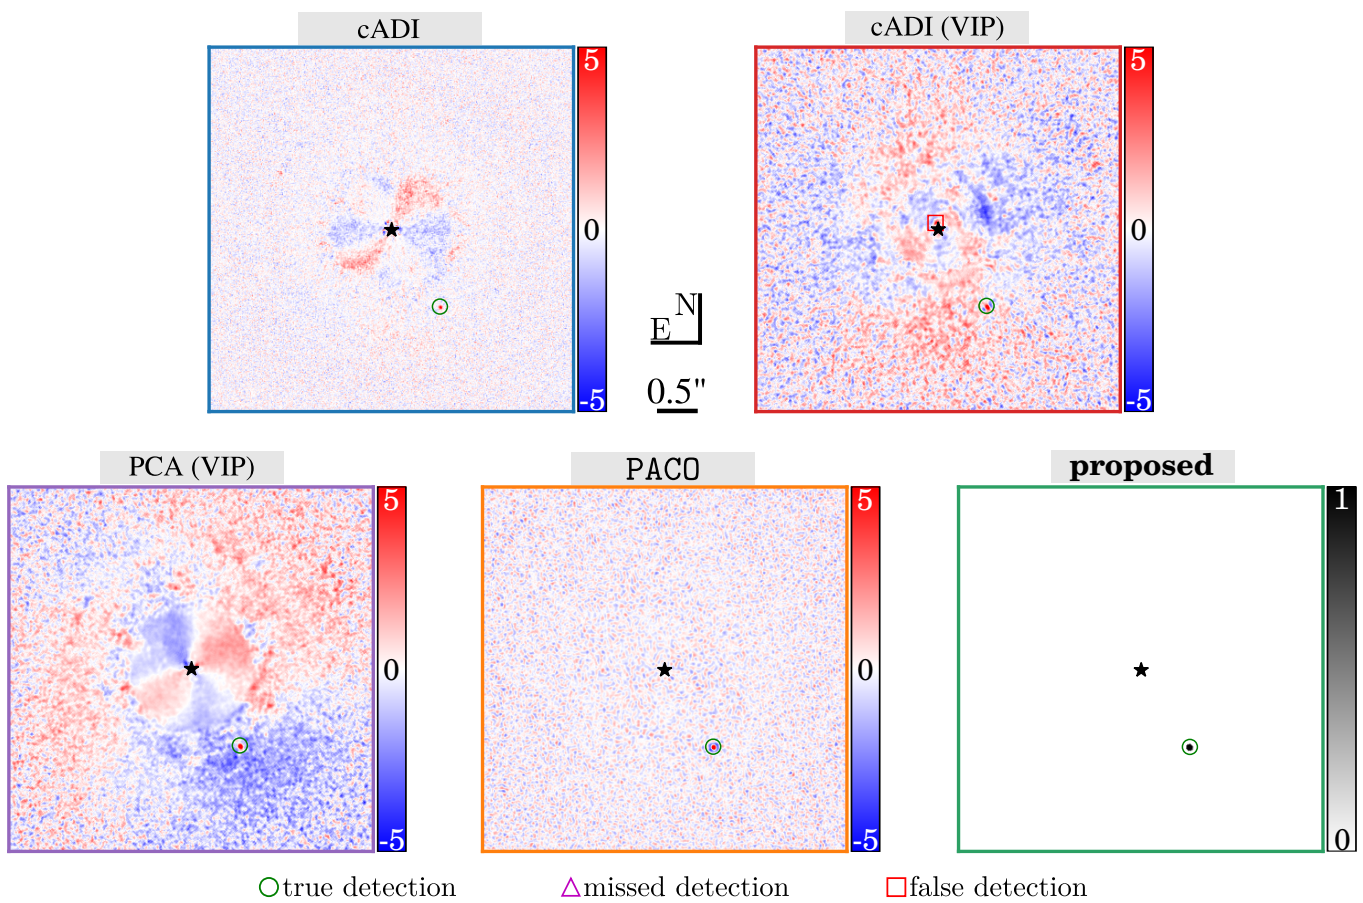 cADI
cADI (VIP)
5
0
-5
5
0
-5
N
E
0.5"
PCA (VIP)
PACO
proposed
5
0
-5
5
0
-5
1
0
true detection
missed detection
false detection